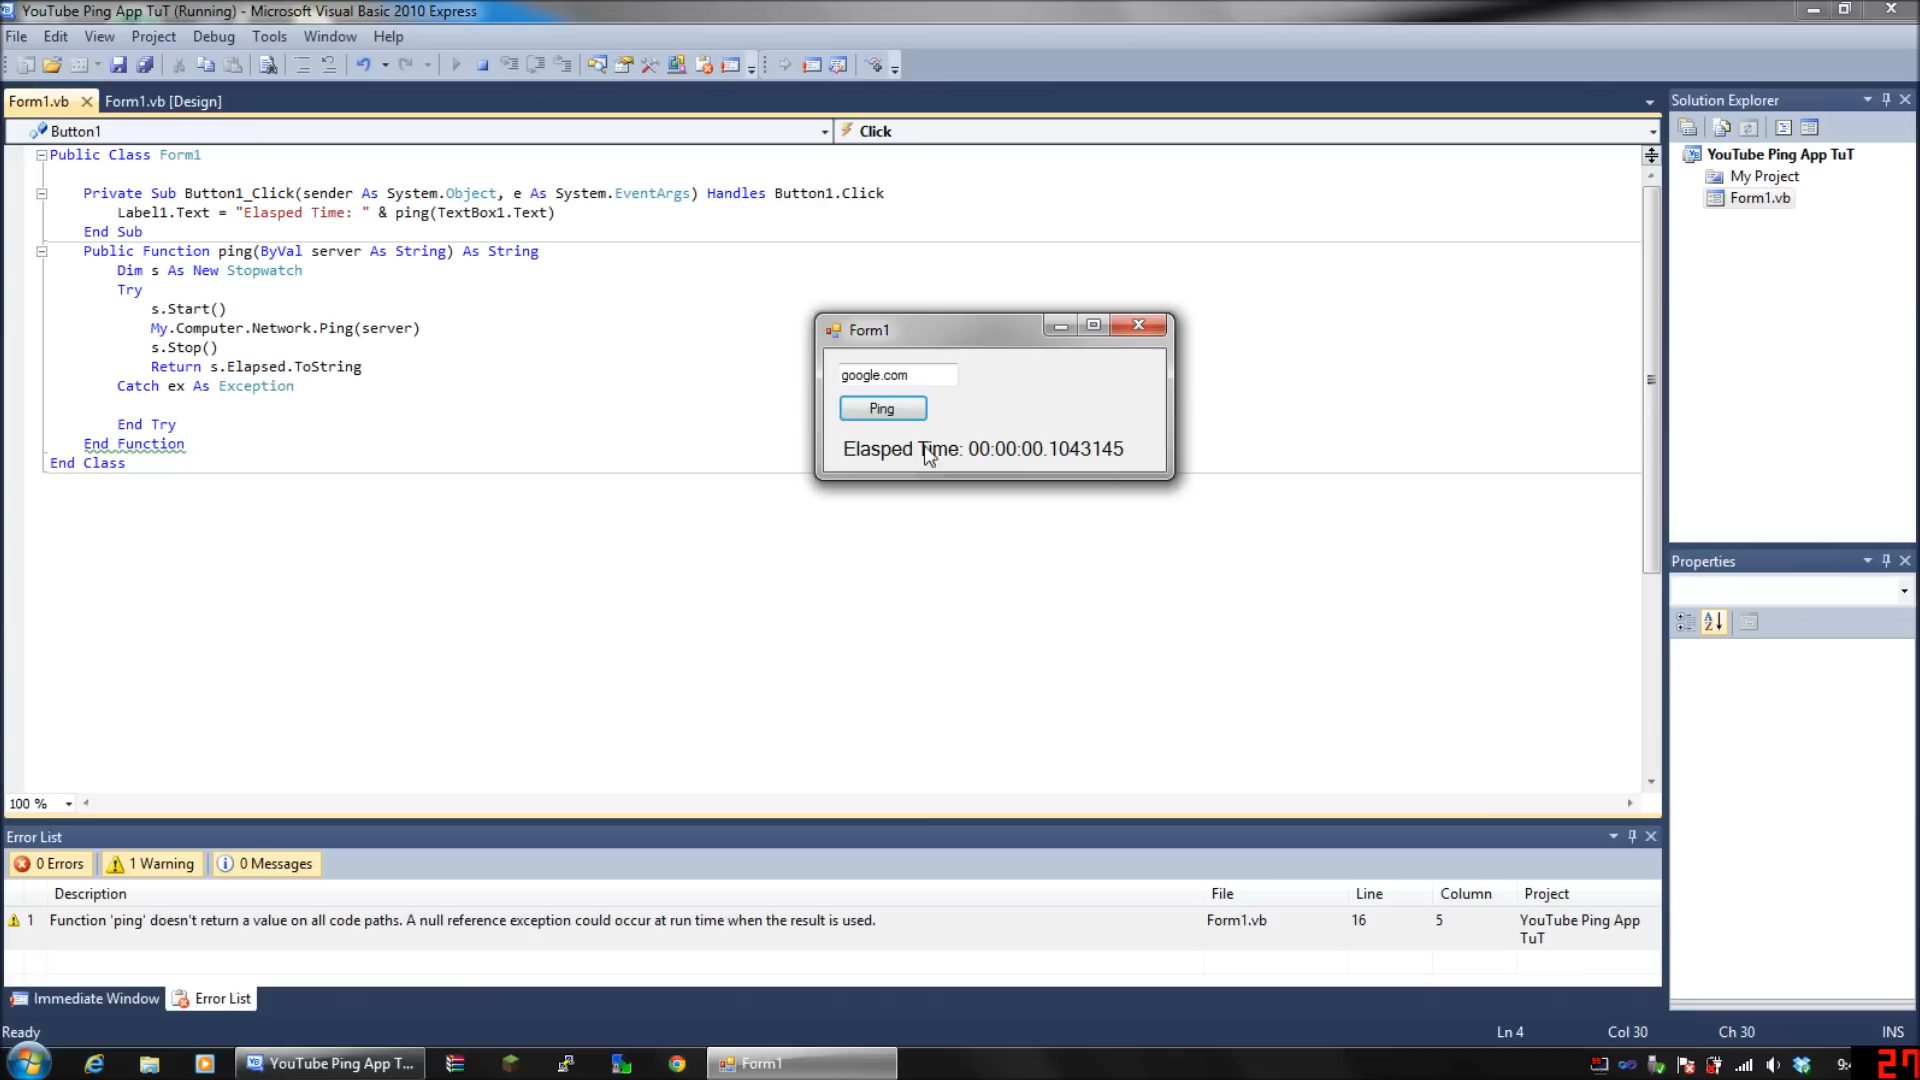 YouTube Ping App TuT (Running) - Microsoft Visual Basic 2010 Express
File Edit View Project Debug Tools Window Help
Form1.vb Form1.vb [Design]
Button1 Click
Public Class Form1
Private Sub Button1_Click(sender As System.Object, e As System.EventArgs) Handles Button1.Click
Label1.Text = "Elasped Time: " & ping(TextBox1.Text)
End Sub
Public Function ping(ByVal server As String) As String
Dim s As New Stopwatch
Try
s.Start()
My.Computer.Network.Ping(server)
s.Stop()
Return s.Elapsed.ToString
Catch ex As Exception
End Try
End Function
End Class
Form1
google.com
Ping
Elasped Time: 00:00:00.1043145
Solution Explorer
YouTube Ping App TuT
My Project
Form1.vb
Properties
100 %
Error List
0 Errors 1 Warning 0 Messages
Description File Line Column Project
1 Function 'ping' doesn't return a value on all code paths. A null reference exception could occur at run time when the result is used. Form1.vb 16 5 YouTube Ping App
TuT
Immediate Window Error List
Ready Ln 4 Col 30 Ch 30 INS
YouTube Ping App T... Form1